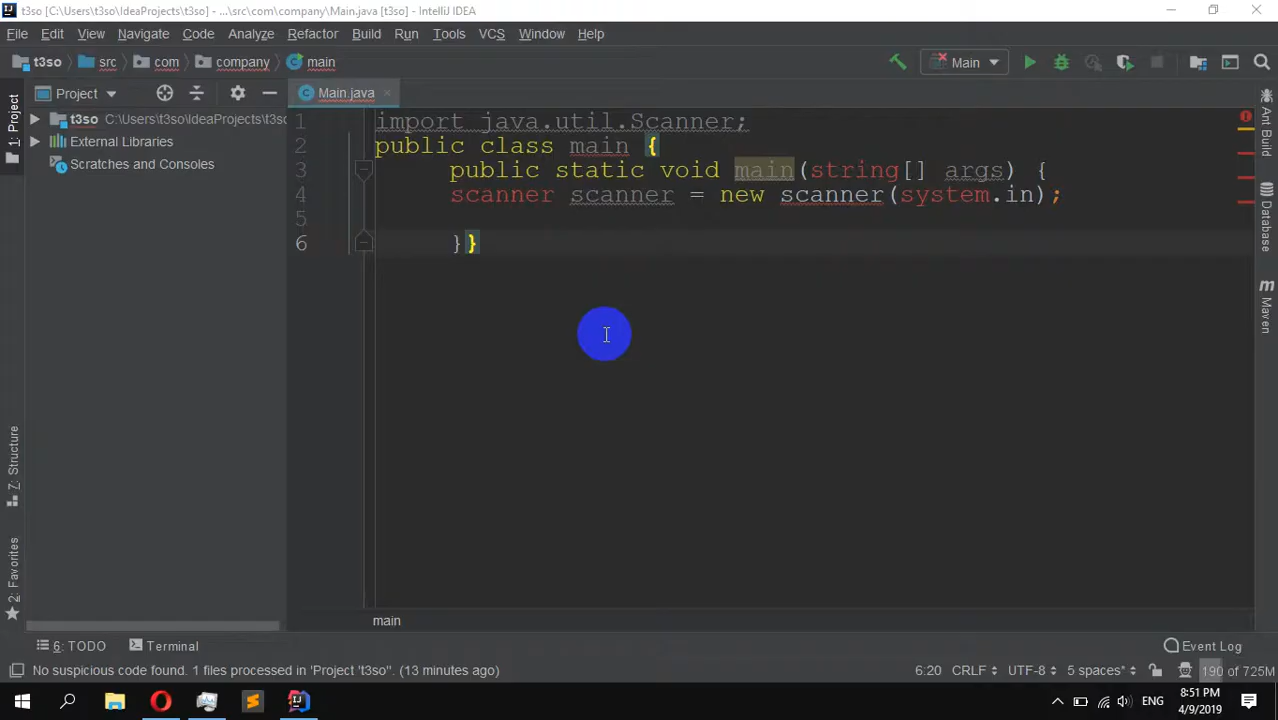 t3so [C:\Users\t3so\IdeaProjects\t3so] - ...\src\com\company\Main.java [t3so] - IntelliJ IDEA
File Edit View Navigate Code Analyze Refactor Build Run Tools VCS Window Help
t3so src com company main Main
1: Project
Project
Main.java
t3so C:\Users\t3so\IdeaProjects\t3so
External Libraries
Scratches and Consoles
1 import java.util.Scanner;
2 public class main {
3 public static void main(string[] args) {
4 scanner scanner = new scanner(system.in);
5
6 }}
Ant Build
Database
m Maven
7: Structure
2: Favorites
main
6: TODO Terminal Event Log
No suspicious code found. 1 files processed in 'Project 't3so''. (13 minutes ago) 6:20 CRLF UTF-8 5 spaces* 190 of 725M
ENG 8:51 PM
4/9/2019